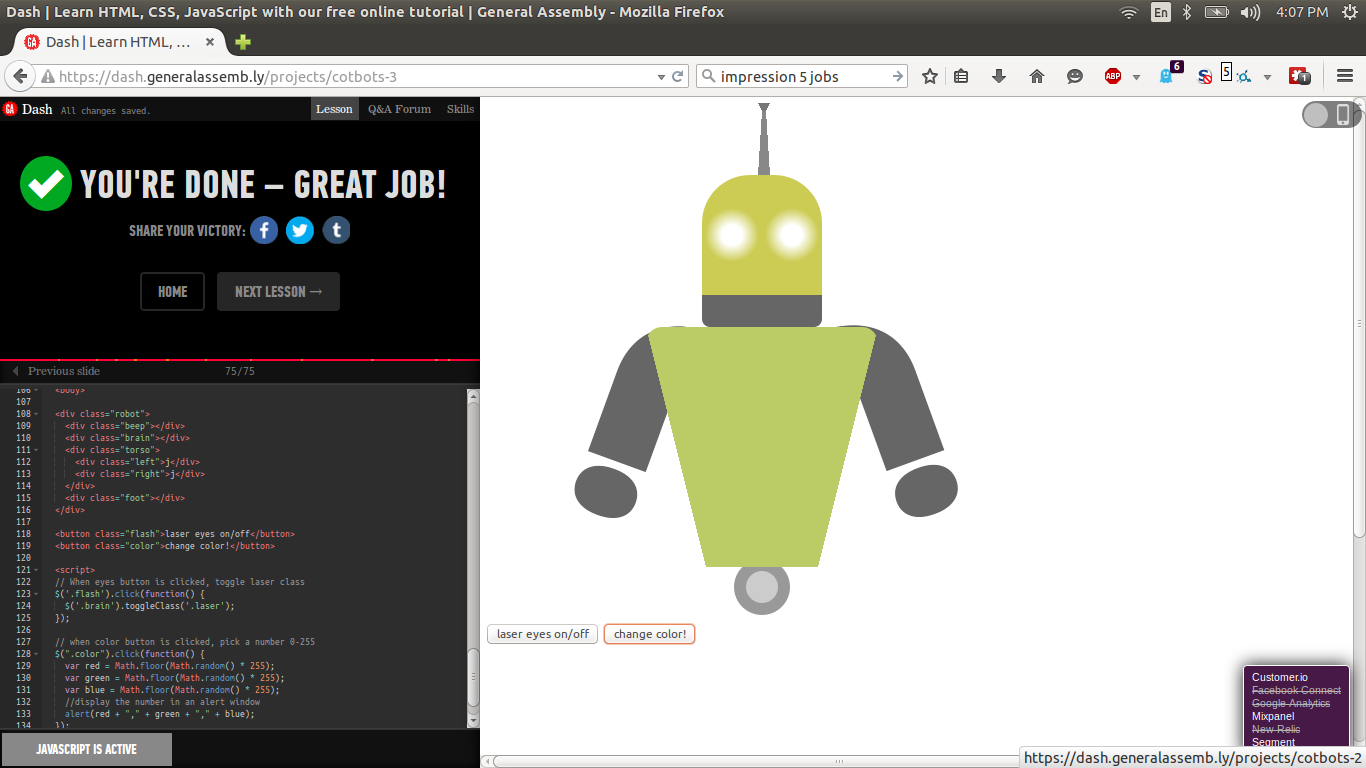 Dash | Learn HTML, CSS, JavaScript with our free online tutorial | General Assembly - Mozilla Firefox
En
4:07 PM
Dash | Learn HTML, ...
https://dash.generalassemb.ly/projects/cotbots-3
impression 5 jobs
ABP
6
S
5
1
GA
Dash
All changes saved.
Lesson
Q&A Forum
Skills
YOU'RE DONE – GREAT JOB!
SHARE YOUR VICTORY:
f
t
HOME
NEXT LESSON →
Previous slide
75/75
106 <body>
107
108 <div class="robot">
109 <div class="beep"></div>
110 <div class="brain"></div>
111 <div class="torso">
112 <div class="left">j</div>
113 <div class="right">j</div>
114 </div>
115 <div class="foot"></div>
116 </div>
117
118 <button class="flash">laser eyes on/off</button>
119 <button class="color">change color!</button>
120
121 <script>
122 // When eyes button is clicked, toggle laser class
123 $('.flash').click(function() {
124 $('.brain').toggleClass('.laser');
125 });
126
127 // when color button is clicked, pick a number 0-255
128 $(".color").click(function() {
129 var red = Math.floor(Math.random() * 255);
130 var green = Math.floor(Math.random() * 255);
131 var blue = Math.floor(Math.random() * 255);
132 //display the number in an alert window
133 alert(red + "," + green + "," + blue);
134 });
JAVASCRIPT IS ACTIVE
laser eyes on/off
change color!
Customer.io
Facebook Connect
Google Analytics
Mixpanel
New Relic
Segment
https://dash.generalassemb.ly/projects/cotbots-2